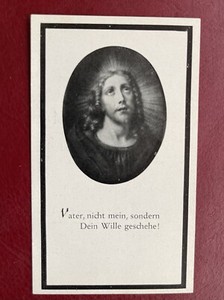 Vater, nicht mein, sondern
Dein Wille geschehe!